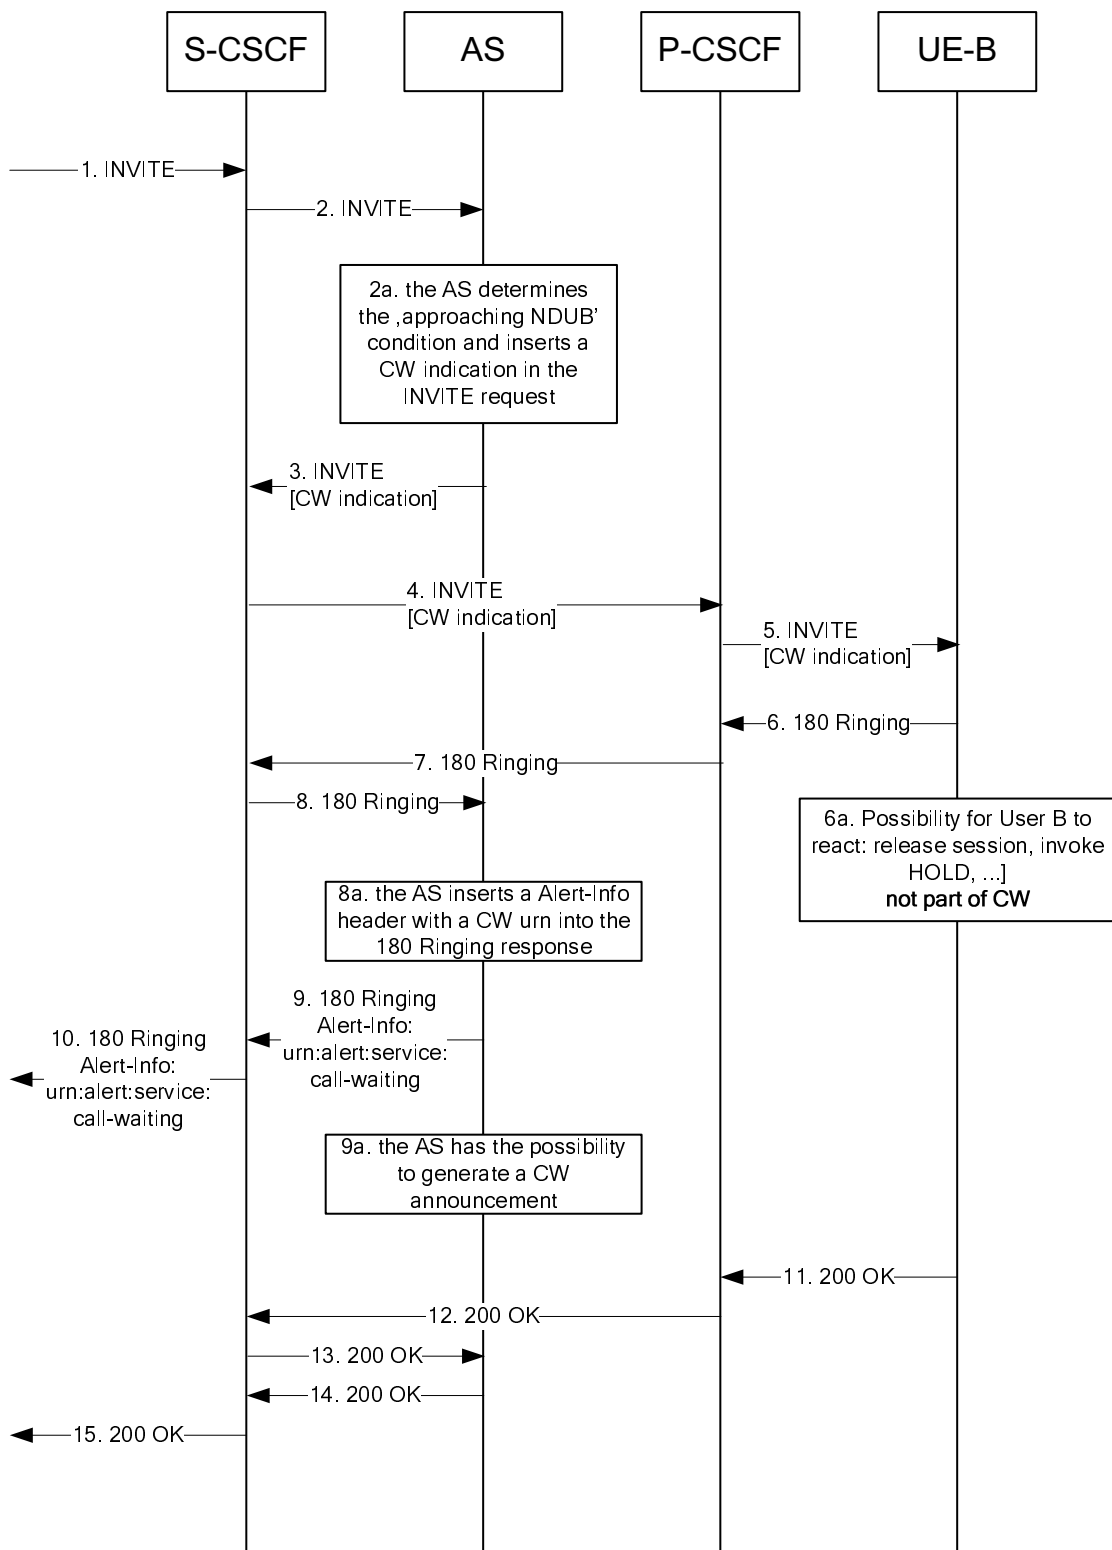 S-CSCF
AS
P-CSCF
UE-B
1. INVITE
2. INVITE
2a. the AS determines
the ‚approaching NDUB’
condition and inserts a
CW indication in the
INVITE request
3. INVITE
[CW indication]
4. INVITE
[CW indication]
5. INVITE
[CW indication]
6. 180 Ringing
7. 180 Ringing
8. 180 Ringing
6a. Possibility for User B to
react: release session, invoke
HOLD, ...]
not part of CW
8a. the AS inserts a Alert-Info
header with a CW urn into the
180 Ringing response
9. 180 Ringing
Alert-Info:
urn:alert:service:
call-waiting
10. 180 Ringing
Alert-Info:
urn:alert:service:
call-waiting
9a. the AS has the possibility
to generate a CW
announcement
11. 200 OK
12. 200 OK
13. 200 OK
14. 200 OK
15. 200 OK